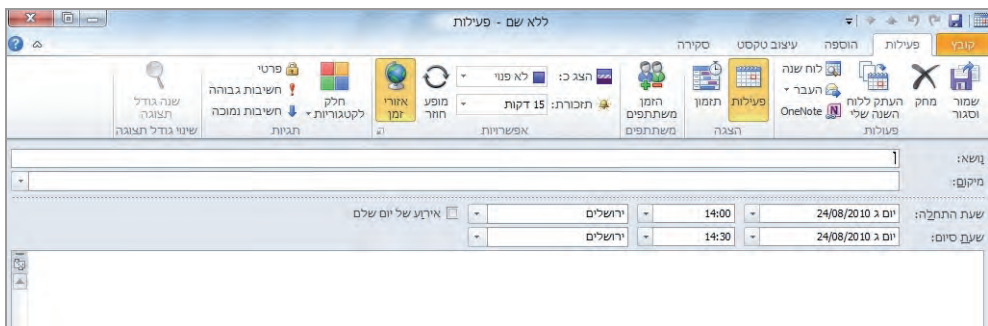 ללא שם - פעילות
קובץ פעילות הוספה עיצוב טקסט סקירה
שמור וסגור
מחק
העתק ללוח השנה שלי
לוח שנה
העבר
OneNote
פעולות
פעילות
תזמון
הצגה
הזמן משתתפים
משתתפים
הצג כ: לא פנוי
תזכורת: 15 דקות
מופע חוזר
אזורי זמן
אפשרויות
חלק לקטגוריות
פרטי
חשיבות גבוהה
חשיבות נמוכה
תגיות
שנה גודל תצוגה
שינוי גודל תצוגה
נושא:
מיקום:
שעת התחלה: יום ג 24/08/2010 14:00 ירושלים אירוע של יום שלם
שעת סיום: יום ג 24/08/2010 14:30 ירושלים